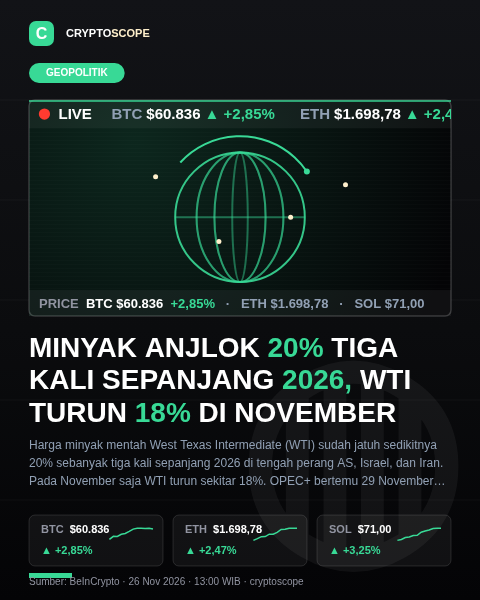 C CRYPTOSCOPE
GEOPOLITIK
LIVE BTC $60.836 ▲ +2,85% ETH $1.698,78 ▲ +2,4
PRICE BTC $60.836 +2,85% · ETH $1.698,78 · SOL $71,00
MINYAK ANJLOK 20% TIGA
KALI SEPANJANG 2026, WTI
TURUN 18% DI NOVEMBER
Harga minyak mentah West Texas Intermediate (WTI) sudah jatuh sedikitnya
20% sebanyak tiga kali sepanjang 2026 di tengah perang AS, Israel, dan Iran.
Pada November saja WTI turun sekitar 18%. OPEC+ bertemu 29 November…
BTC $60.836 ETH $1.698,78 SOL $71,00
▲ +2,85% ▲ +2,47% ▲ +3,25%
Sumber: BeInCrypto · 26 Nov 2026 · 13:00 WIB · cryptoscope